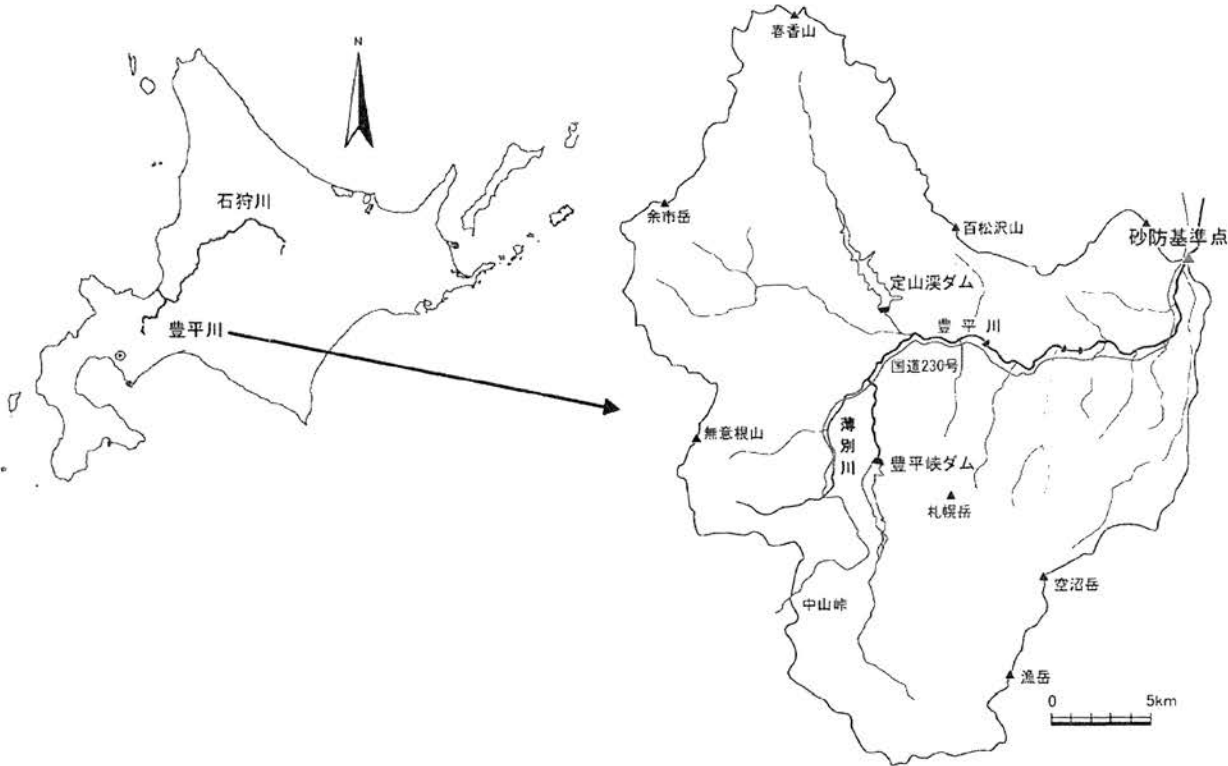 N
石狩川
豊平川
春香山
余市岳
百松沢山
砂防基準点
定山渓ダム
豊平川
国道230号
無意根山
薄別川
豊平峡ダム
札幌岳
空沼岳
中山峠
漁岳
0 5km